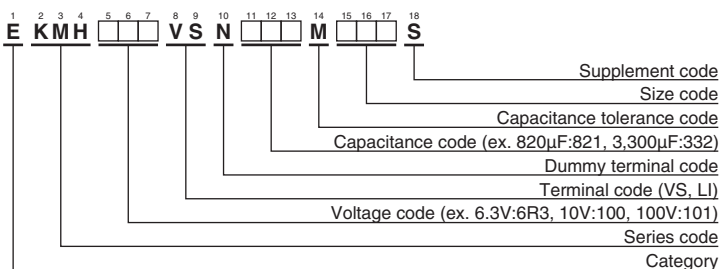 1 2 3 4 5 6 7 8 9 10 11 12 13 14 15 16 17 18
E KMH VS N M S
Supplement code
Size code
Capacitance tolerance code
Capacitance code (ex. 820μF:821, 3,300μF:332)
Dummy terminal code
Terminal code (VS, LI)
Voltage code (ex. 6.3V:6R3, 10V:100, 100V:101)
Series code
Category